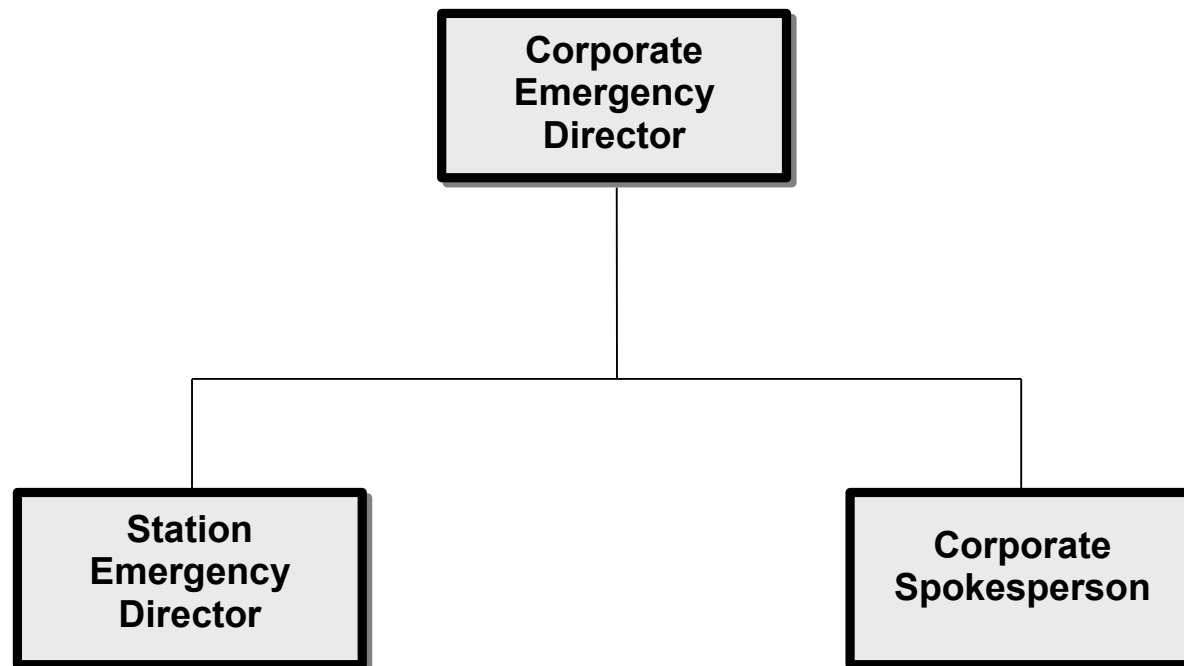 Corporate
Emergency
Director
Station
Emergency
Director
Corporate
Spokesperson